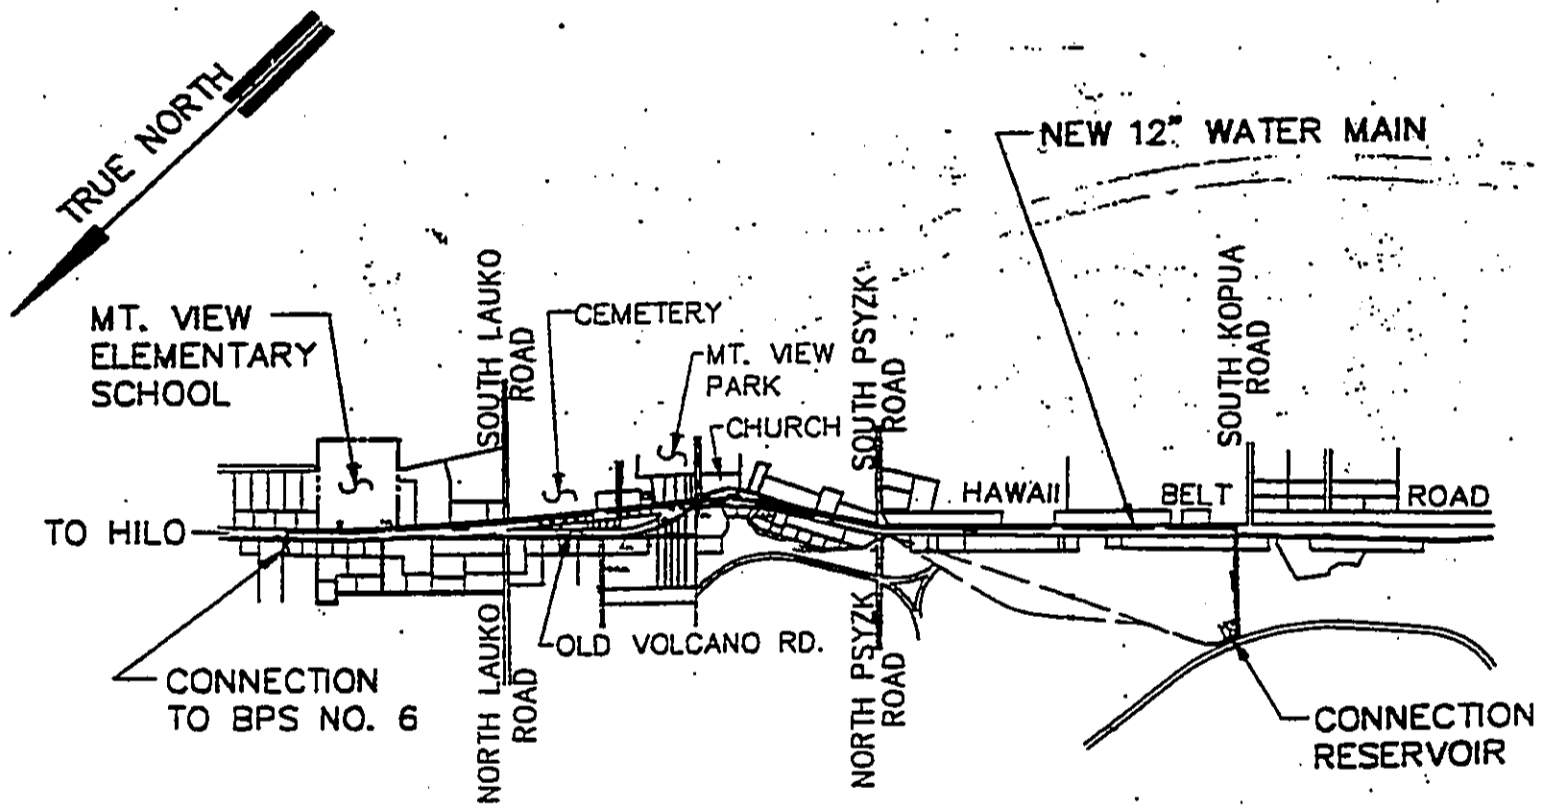 TRUE NORTH
NEW 12" WATER MAIN
MT. VIEW
ELEMENTARY
SCHOOL
SOUTH LAUKO
ROAD
CEMETERY
MT. VIEW
PARK
CHURCH
SOUTH PSYZK
ROAD
SOUTH KOPUA
ROAD
HAWAII BELT ROAD
TO HILO
OLD VOLCANO RD.
NORTH LAUKO
ROAD
NORTH PSYZK
ROAD
CONNECTION
TO BPS NO. 6
CONNECTION
RESERVOIR